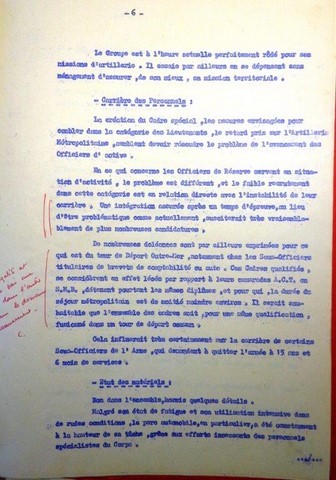 - 6 -
Le Groupe est à l'heure actuelle parfaitement rôdé pour ses
missions d'artillerie . Il essaie par ailleurs en se dépensant sans
ménagement d'assurer , de son mieux , sa mission territoriale .
- Carrière des Personnels :
La création du Cadre spécial , les mesures envisagées pour
combler dans la catégorie des Lieutenants , le retard pris sur l'Artillerie
Métropolitaine , semblent devoir résoudre le problème de l'avancement des
Officiers d'active .
En ce qui concerne les Officiers de Réserve servant en situa-
tion d'activité , le problème est différent , et le faible recrutement
dans cette catégorie est en relation directe avec l'instabilité de leur
carrière . Une intégration assurée après un temps d'épreuve, au lieu
d'être problématique comme actuellement , susciterait très vraisembla-
blement de plus nombreuses candidatures .
De nombreuses doléances sont par ailleurs exprimées pour ce
qui est du tour de Départ Outre-Mer , notamment chez les Sous-Officiers
titulaires de brevets de comptabilité ou auto . Ces Cadres qualifiés ,
se considèrent en effet lésés par rapport à leurs camarades A.C.T. ou
S.M.B. , détenant pourtant les mêmes diplômes , et pour qui , la durée du
séjour métropolitain est de moitié moindre environ . Il serait sou-
haitable que l'ensemble des cadres soit , pour une même qualification ,
fusionné dans un tour de départ commun .
Cela influerait très certainement sur la carrière de certains
Sous-Officiers de l'Arme , qui demandent à quitter l'armée à 15 ans et
6 mois de services .
- Etat des matériels :
Bon dans l'ensemble , hormis quelques détails .
Malgré son état de fatigue et son utilisation intensive dans
de rudes conditions , le parc automobile , en particulier , a été constamment
à la hauteur de sa tâche , grâce aux efforts incessants des personnels
spécialistes du Corps .
.../...